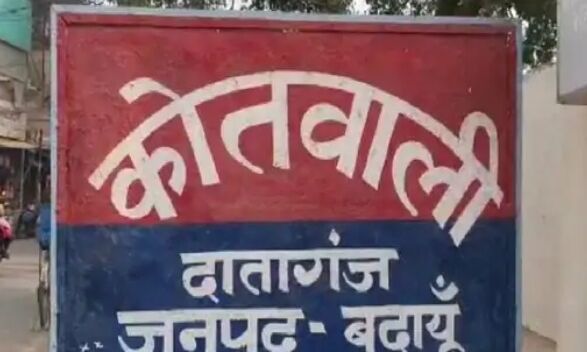 कोतवाली
दातागंज
जनपद - बदायूँ